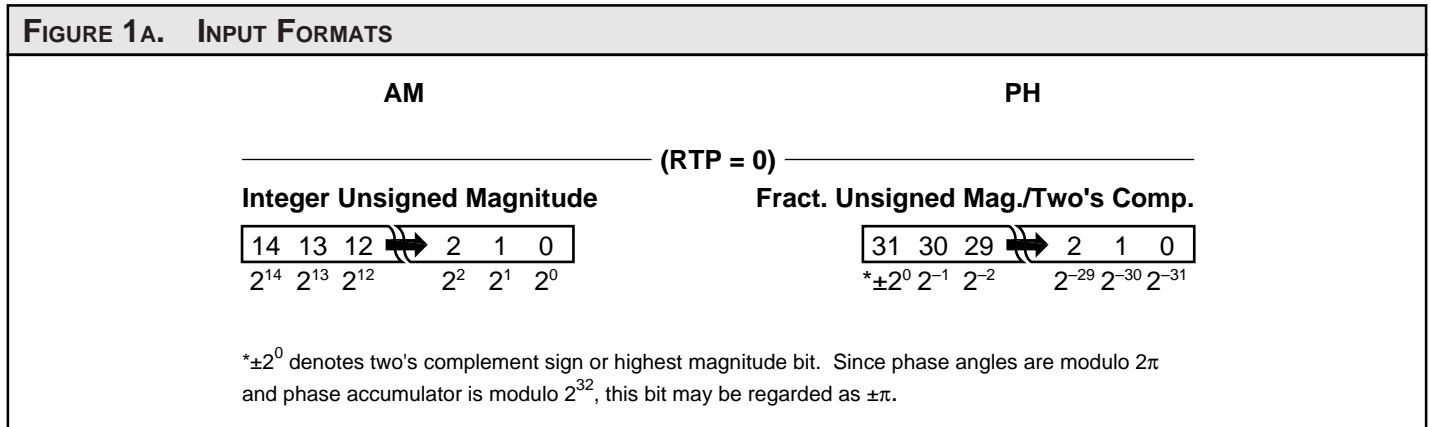 FIGURE 1A. INPUT FORMATS
AM PH
(RTP = 0)
Integer Unsigned Magnitude Fract. Unsigned Mag./Two's Comp.
14 13 12 2 1 0 31 30 29 2 1 0
2¹⁴ 2¹³ 2¹² 2² 2¹ 2⁰ *±2⁰ 2⁻¹ 2⁻² 2⁻²⁹ 2⁻³⁰ 2⁻³¹
*±2⁰ denotes two's complement sign or highest magnitude bit. Since phase angles are modulo 2π
and phase accumulator is modulo 2³², this bit may be regarded as ±π.